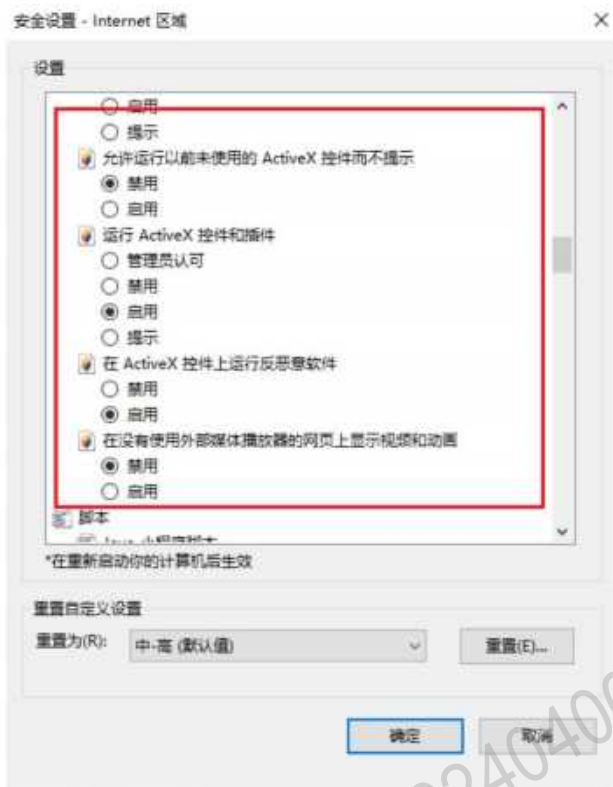 安全设置 - Internet 区域
设置
启用
提示
允许运行以前未使用的 ActiveX 控件而不提示
禁用
启用
运行 ActiveX 控件和插件
管理员认可
禁用
启用
提示
在 ActiveX 控件上运行反恶意软件
禁用
启用
在没有使用外部媒体播放器的网页上显示视频和动画
禁用
启用
脚本
Java 小程序脚本
*在重新启动你的计算机后生效
重置自定义设置
重置为(R): 中-高 (默认值) 重置(E)...
确定 取消